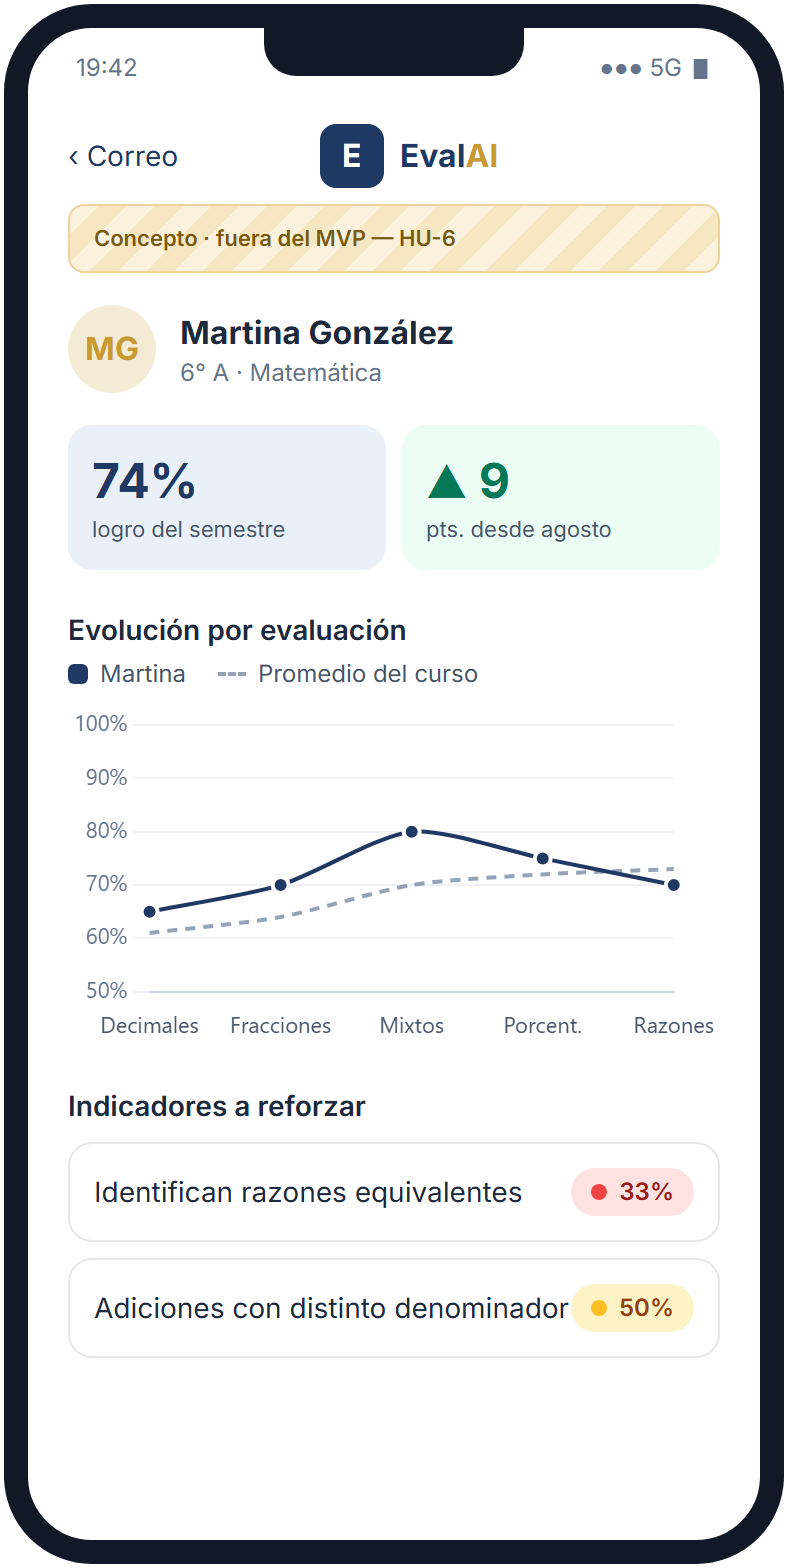 19:42
●●● 5G
‹ Correo
E
EvalAI
Concepto · fuera del MVP — HU-6
MG
Martina González
6° A · Matemática
74%
logro del semestre
▲ 9
pts. desde agosto
Evolución por evaluación
Martina
Promedio del curso
100%
90%
80%
70%
60%
50%
Decimales
Fracciones
Mixtos
Porcent.
Razones
Indicadores a reforzar
Identifican razones equivalentes
33%
Adiciones con distinto denominador
50%